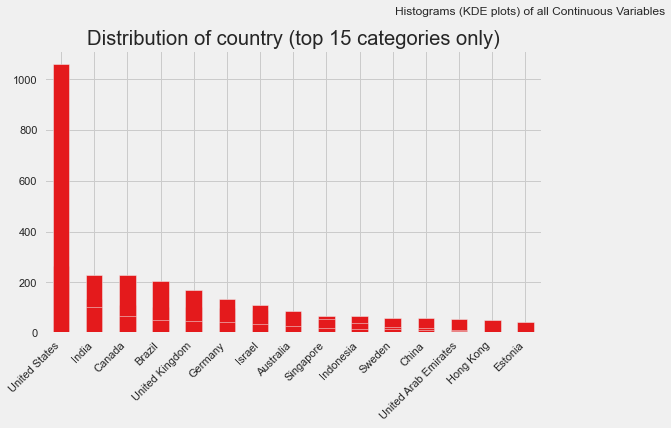 Histograms (KDE plots) of all Continuous Variables
Distribution of country (top 15 categories only)
1000
800
600
400
200
0
United States
India
Canada
Brazil
United Kingdom
Germany
Israel
Australia
Singapore
Indonesia
Sweden
China
United Arab Emirates
Hong Kong
Estonia